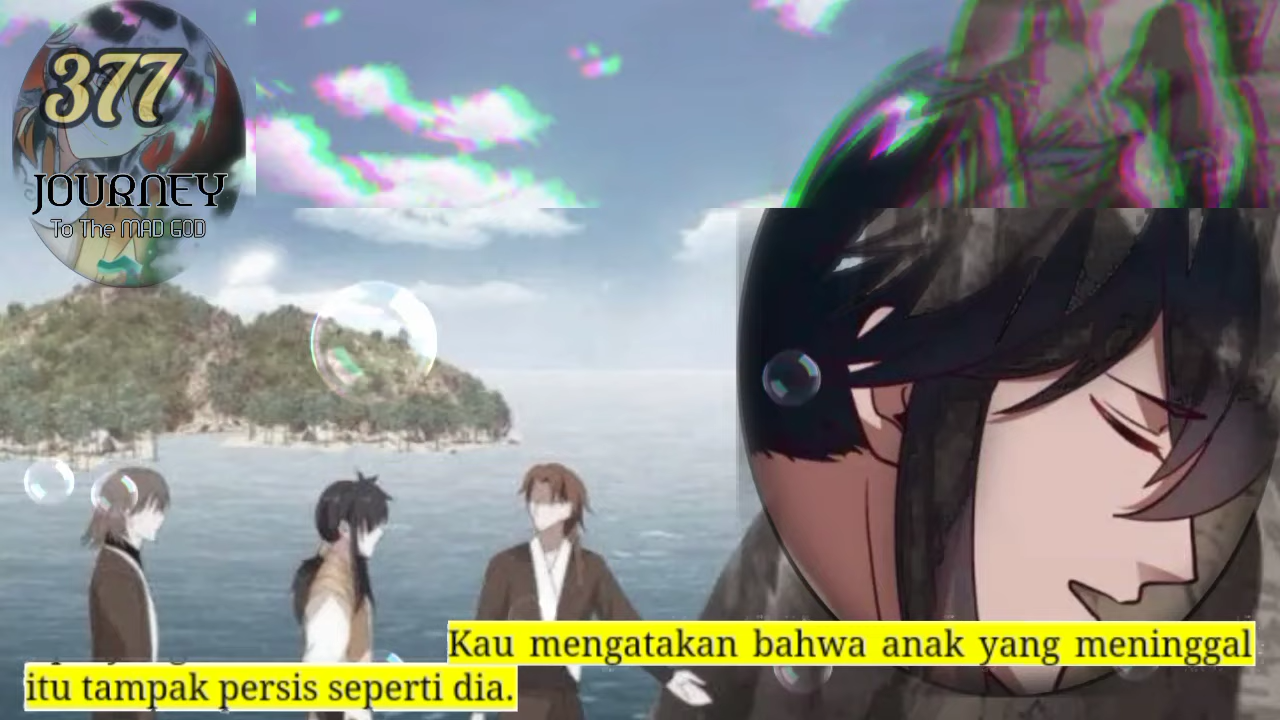 377
JOURNEY
To The MAD GOD
Kau mengatakan bahwa anak yang meninggal
itu tampak persis seperti dia.